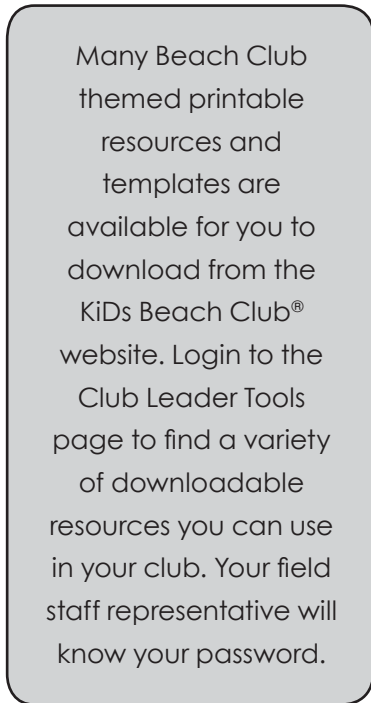 Many Beach Club
themed printable
resources and
templates are
available for you to
download from the
KiDs Beach Club®
website. Login to the
Club Leader Tools
page to find a variety
of downloadable
resources you can use
in your club. Your field
staff representative will
know your password.